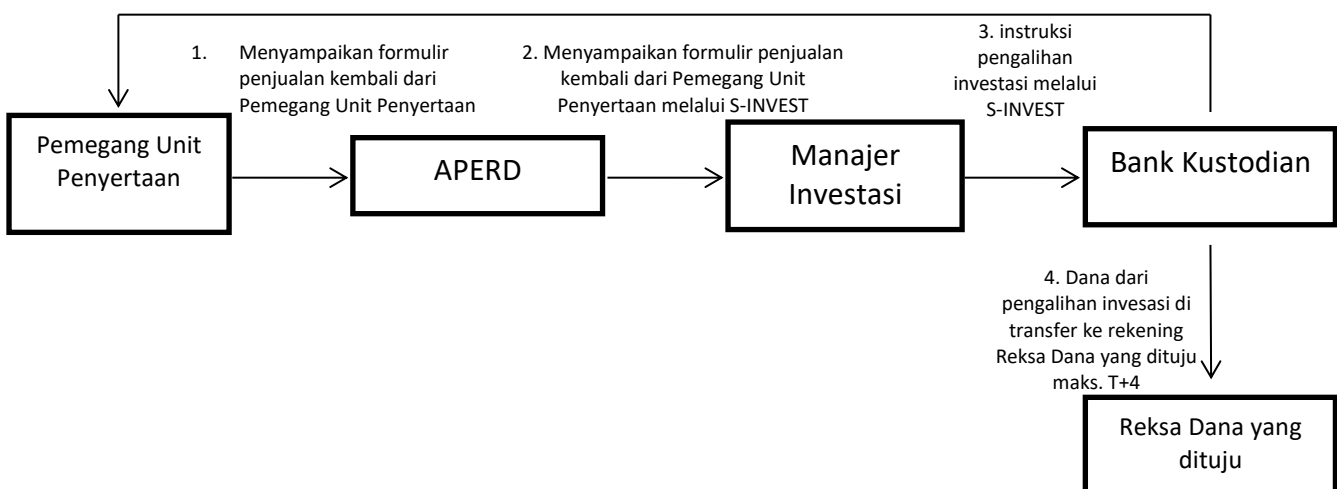 1. Menyampaikan formulir
penjualan kembali dari
Pemegang Unit Penyertaan
2. Menyampaikan formulir penjualan
kembali dari Pemegang Unit
Penyertaan melalui S-INVEST
3. instruksi
pengalihan
investasi melalui
S-INVEST
Pemegang Unit
Penyertaan
APERD
Manajer
Investasi
Bank Kustodian
4. Dana dari
pengalihan invesasi di
transfer ke rekening
Reksa Dana yang dituju
maks. T+4
Reksa Dana yang
dituju